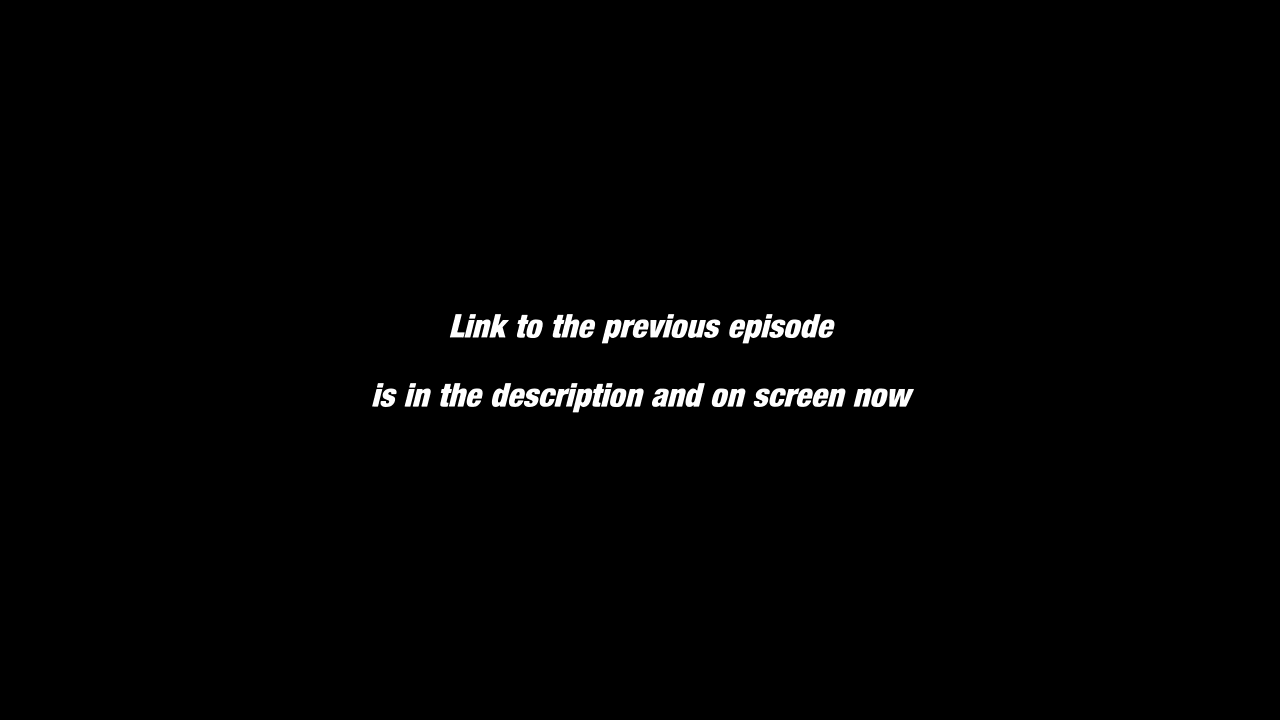 Link to the previous episode
is in the description and on screen now